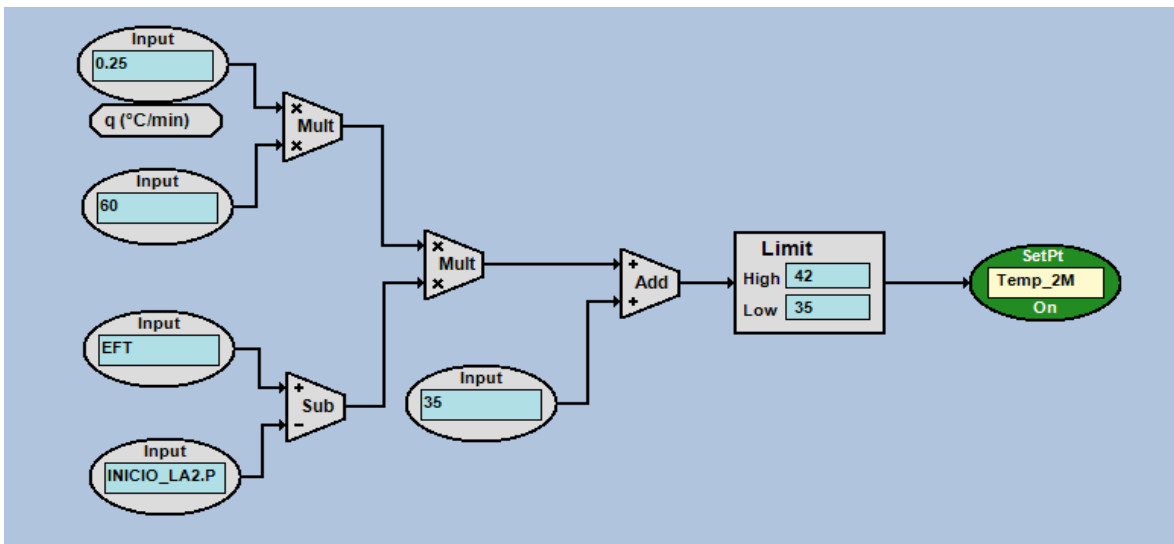 Input
0.25
q (°C/min)
× Mult ×
Input
60
× Mult ×
Input
EFT
+ Sub −
Input
INICIO_LA2.P
Input
35
+ Add +
Limit
High 42
Low 35
SetPt
Temp_2M
On